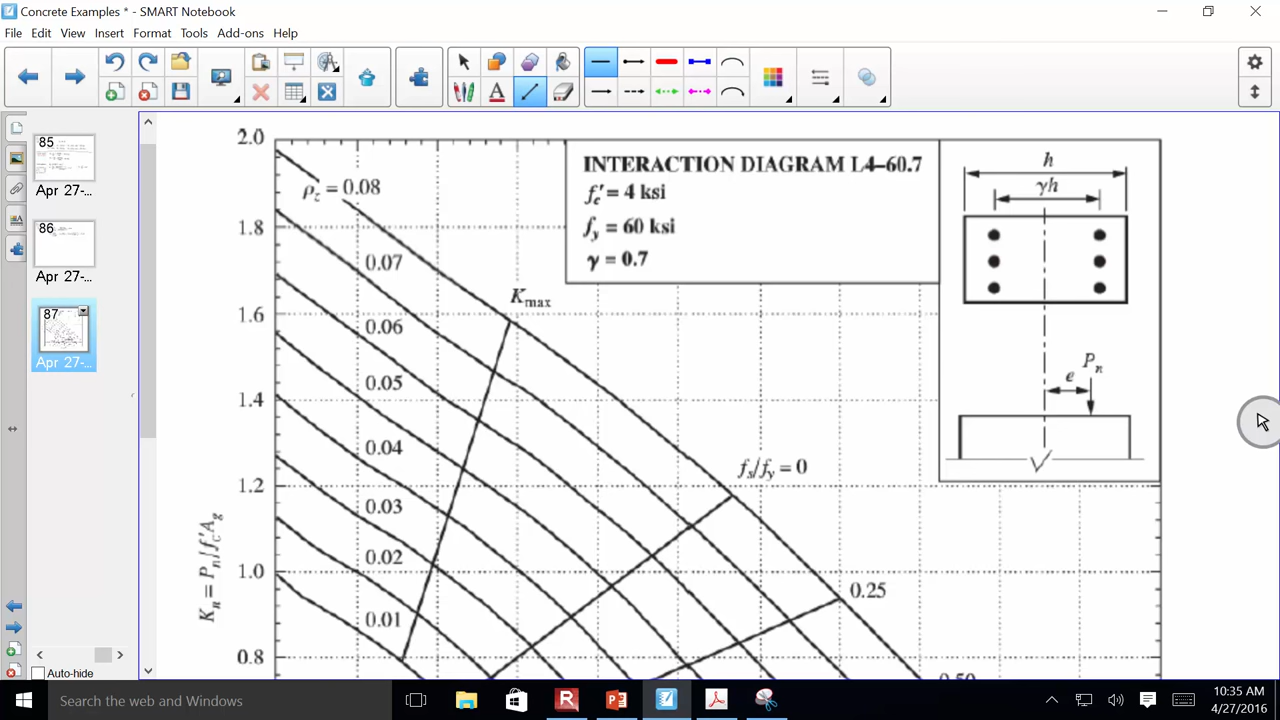 Concrete Examples * - SMART Notebook
File Edit View Insert Format Tools Add-ons Help
85
Apr 27-...
86
Apr 27-...
87
Apr 27-...
Auto-hide
INTERACTION DIAGRAM L4–60.7
f'c = 4 ksi
fy = 60 ksi
γ = 0.7
h
γh
Pn
e
2.0
1.8
1.6
1.4
1.2
1.0
0.8
Kn = Pn/f'c Ag
ρz = 0.08
0.07
0.06
0.05
0.04
0.03
0.02
0.01
Kmax
fs/fy = 0
0.25
0.50
Search the web and Windows
10:35 AM
4/27/2016